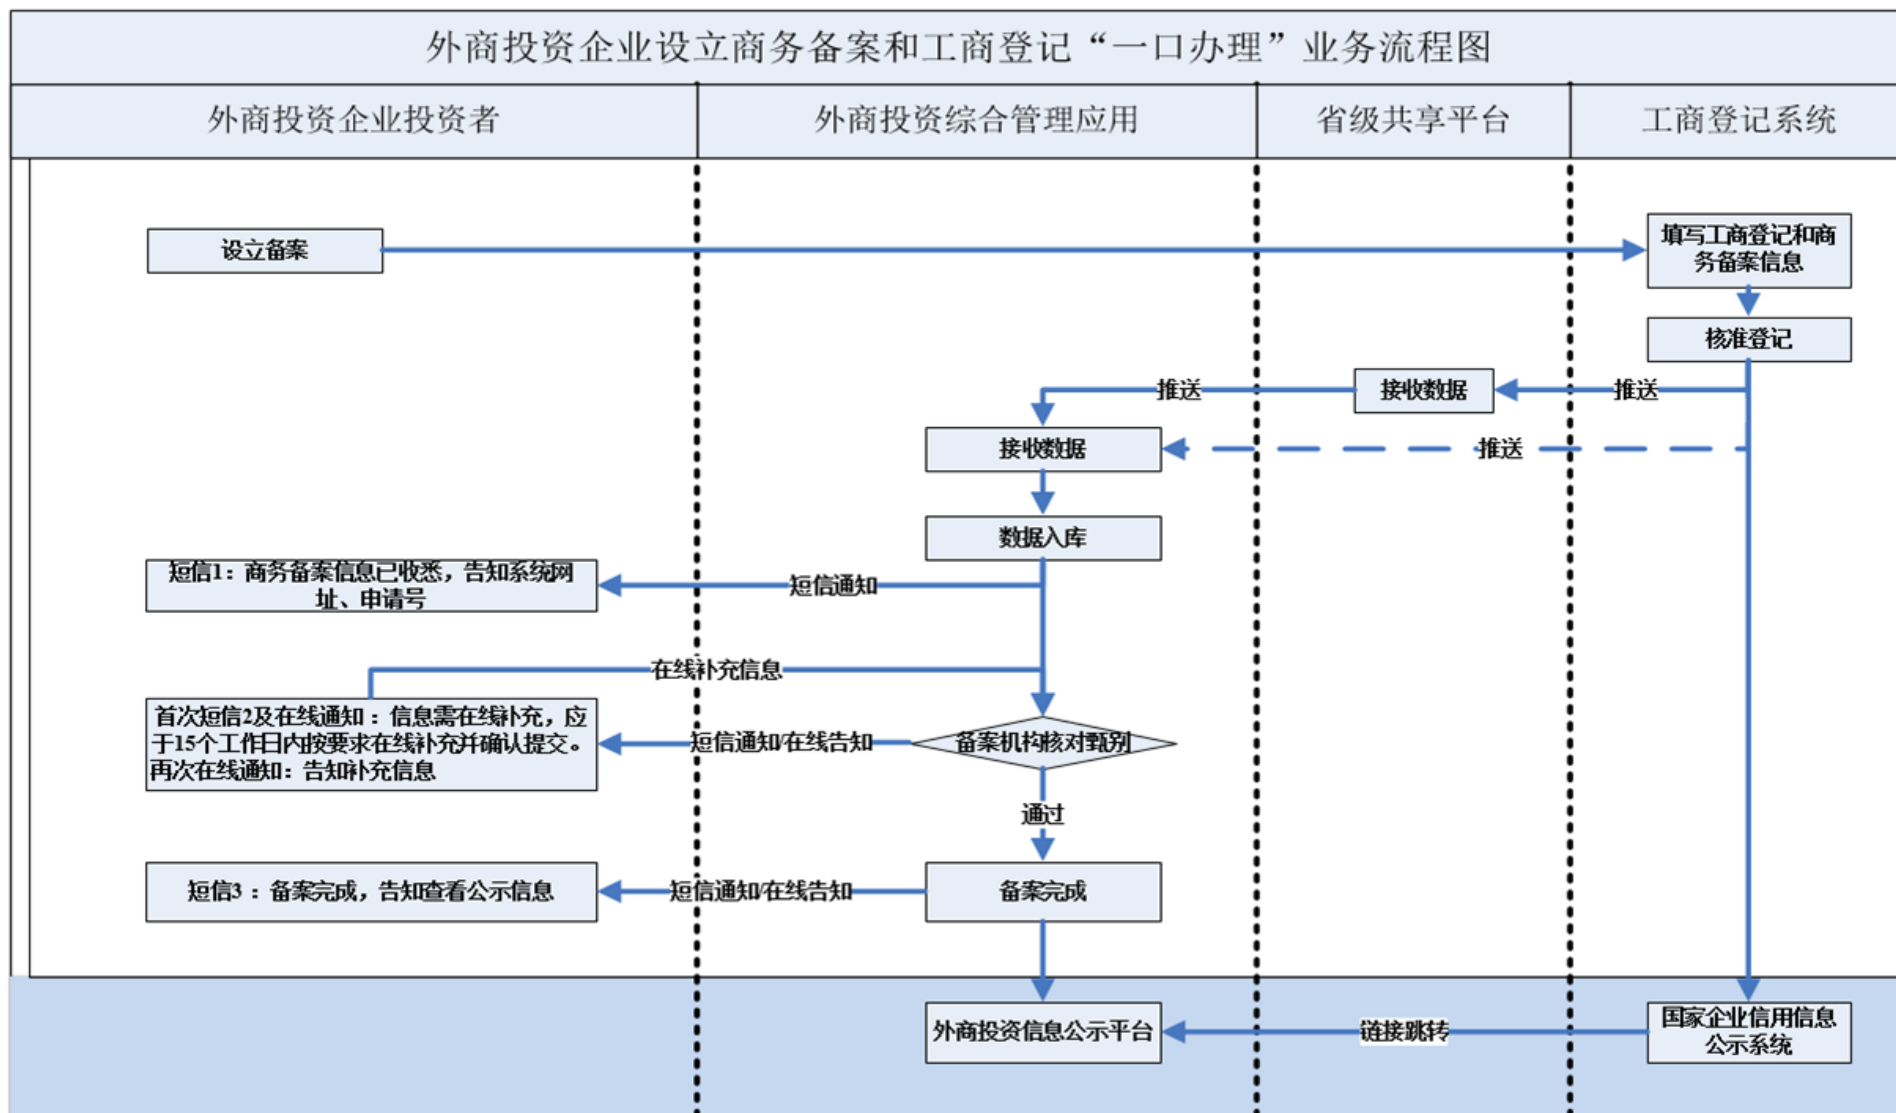 外商投资企业设立商务备案和工商登记“一口办理”业务流程图
外商投资企业投资者
外商投资综合管理应用
省级共享平台
工商登记系统
设立备案
填写工商登记和商
务备案信息
核准登记
推送
接收数据
推送
接收数据
推送
数据入库
短信1：商务备案信息已收悉，告知系统网
址、申请号
短信通知
在线补充信息
首次短信2及在线通知：信息需在线补充，应
于15个工作日内按要求在线补充并确认提交。
再次在线通知：告知补充信息
短信通知/在线告知
备案机构核对甄别
通过
短信3：备案完成，告知查看公示信息
短信通知/在线告知
备案完成
外商投资信息公示平台
链接跳转
国家企业信用信息
公示系统